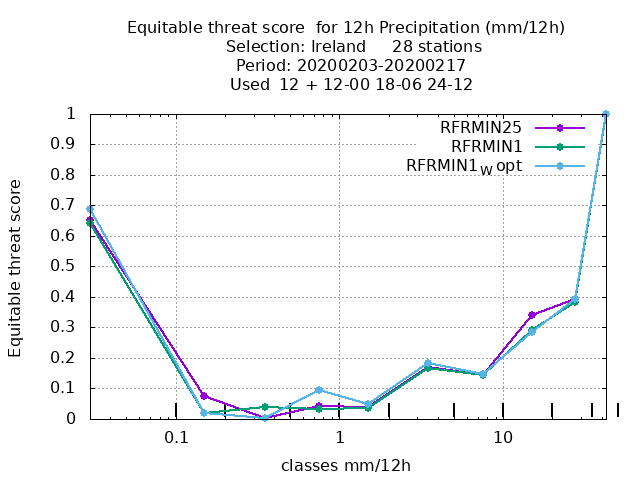 Equitable threat score  for 12h Precipitation (mm/12h)
Selection: Ireland     28 stations
Period: 20200203-20200217
Used  12 + 12-00 18-06 24-12
RFRMIN25
RFRMIN1
RFRMIN1W opt
Equitable threat score
1
0.9
0.8
0.7
0.6
0.5
0.4
0.3
0.2
0.1
0
0.1 1 10
classes mm/12h